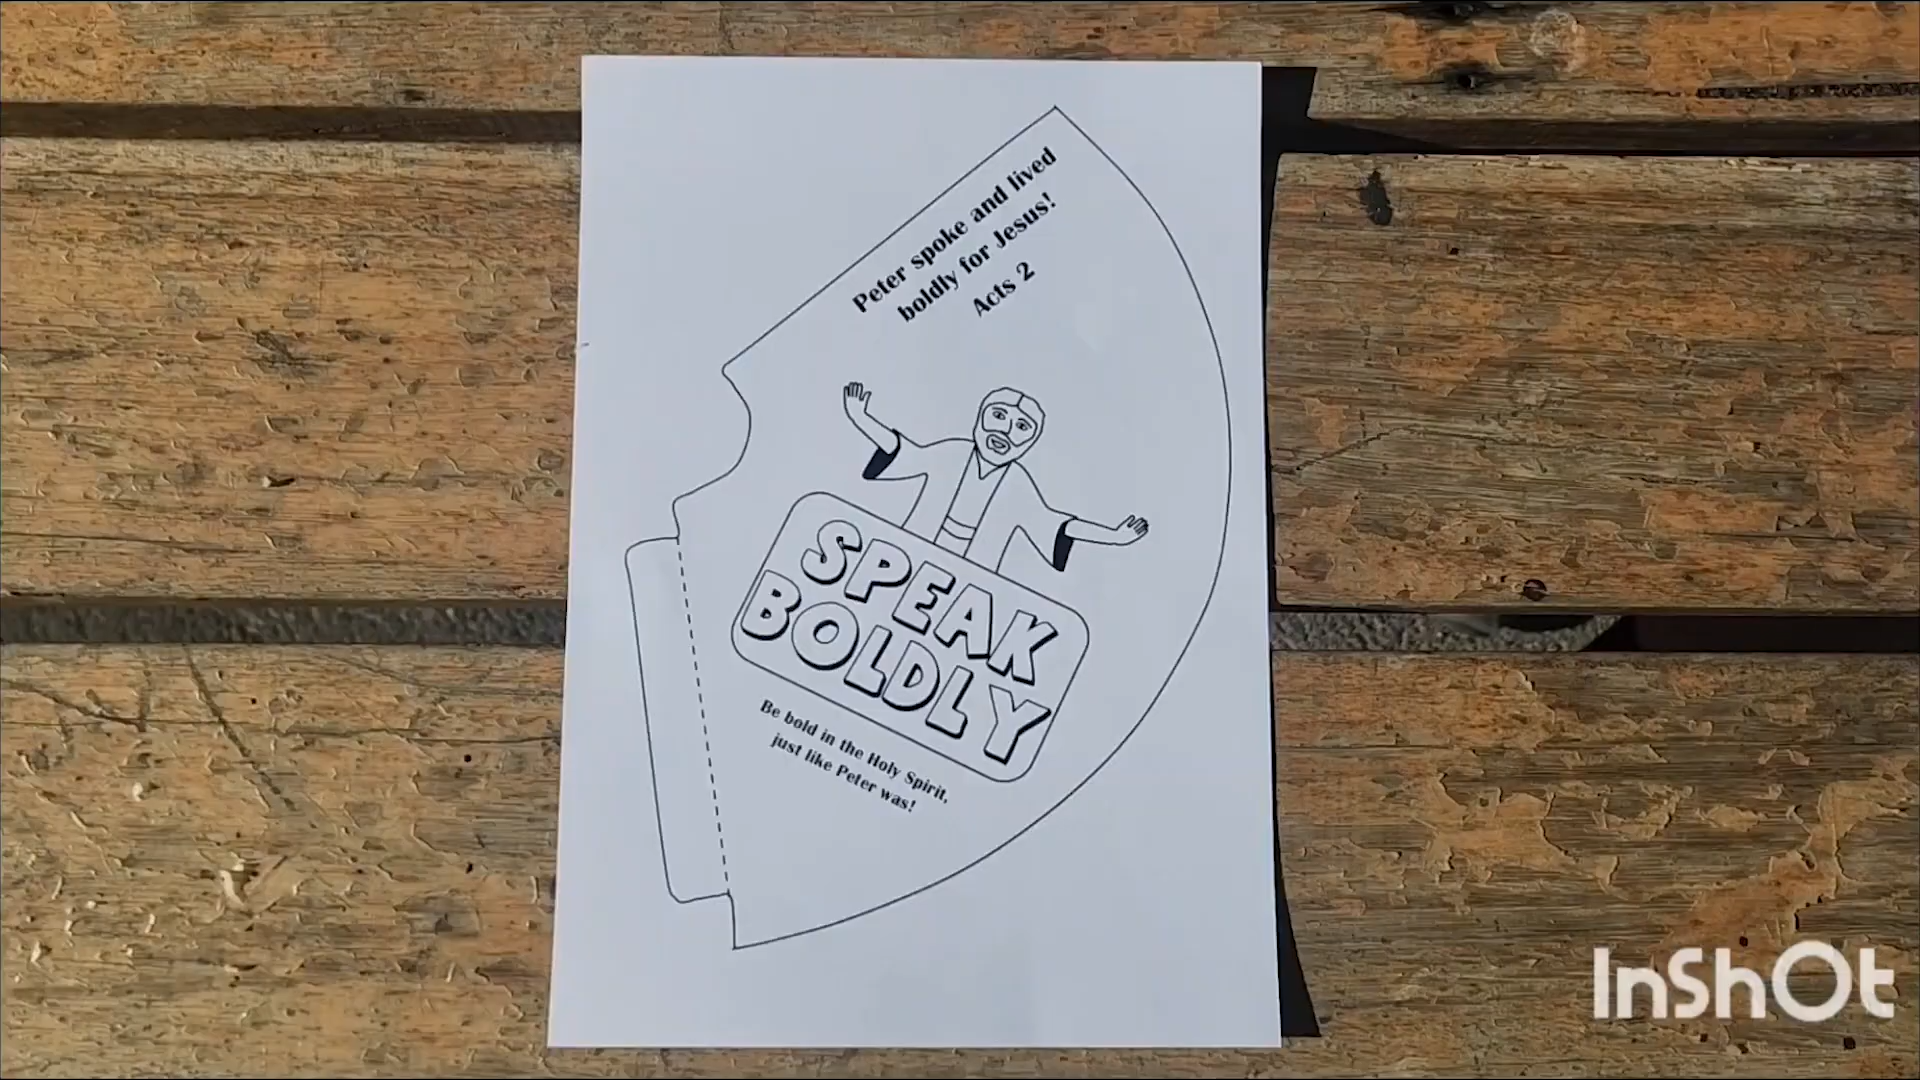 Peter spoke and lived
boldly for Jesus!
Acts 2
SPEAK
BOLDLY
Be bold in the Holy Spirit,
just like Peter was!
InShOt